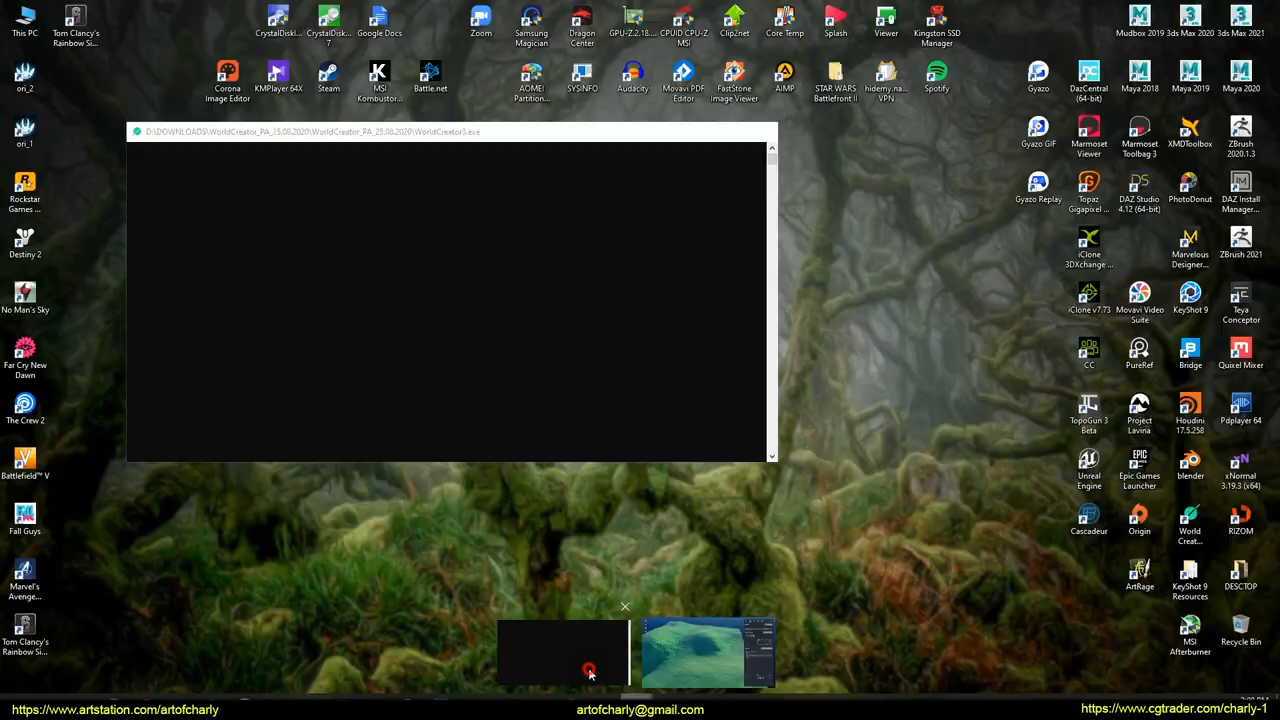 This PC
Tom Clancy's
Rainbow Si...
CrystalDiskI...
CrystalDisk...
7
Google Docs
Zoom
Samsung
Magician
Dragon
Center
GPU-Z.2.18....
CPUID CPU-Z
MSI
Clip2net
Core Temp
Splash
Viewer
Kingston SSD
Manager
Mudbox 2019
3ds Max 2020
3ds Max 2021
ori_2
Corona
Image Editor
KMPlayer 64X
Steam
MSI
Kombustor...
Battle.net
AOMEI
Partition...
SYSINFO
Audacity
Movavi PDF
Editor
FastStone
Image Viewer
AIMP
STAR WARS
Battlefront II
hidemy.na...
VPN
Spotify
Gyazo
DazCentral
(64-bit)
Maya 2018
Maya 2019
Maya 2020
D:\DOWNLOADS\WorldCreator_PA_25.08.2020\WorldCreator_PA_25.08.2020\WorldCreator3.exe
ori_1
Gyazo GIF
Marmoset
Viewer
Marmoset
Toolbag 3
XMDToolbox
ZBrush
2020.1.3
Rockstar
Games ...
Gyazo Replay
Topaz
Gigapixel ...
DAZ Studio
4.12 (64-bit)
PhotoDonut
DAZ Install
Manager...
Destiny 2
iClone
3DXchange ...
Marvelous
Designer...
ZBrush 2021
No Man's Sky
iClone v7.73
Movavi Video
Suite
KeyShot 9
Teya
Conceptor
Far Cry New
Dawn
CC
PureRef
Bridge
Quixel Mixer
The Crew 2
TopoGun 3
Beta
Project
Lavina
Houdini
17.5.258
Pdplayer 64
Battlefield™ V
Unreal
Engine
Epic Games
Launcher
blender
xNormal
3.19.3 (x64)
Fall Guys
Cascadeur
Origin
World
Creat...
RIZOM
Marvel's
Avenge...
ArtRage
KeyShot 9
Resources
DESCTOP
Tom Clancy's
Rainbow Si...
MSI
Afterburner
Recycle Bin
https://www.artstation.com/artofcharly
artofcharly@gmail.com
https://www.cgtrader.com/charly-1